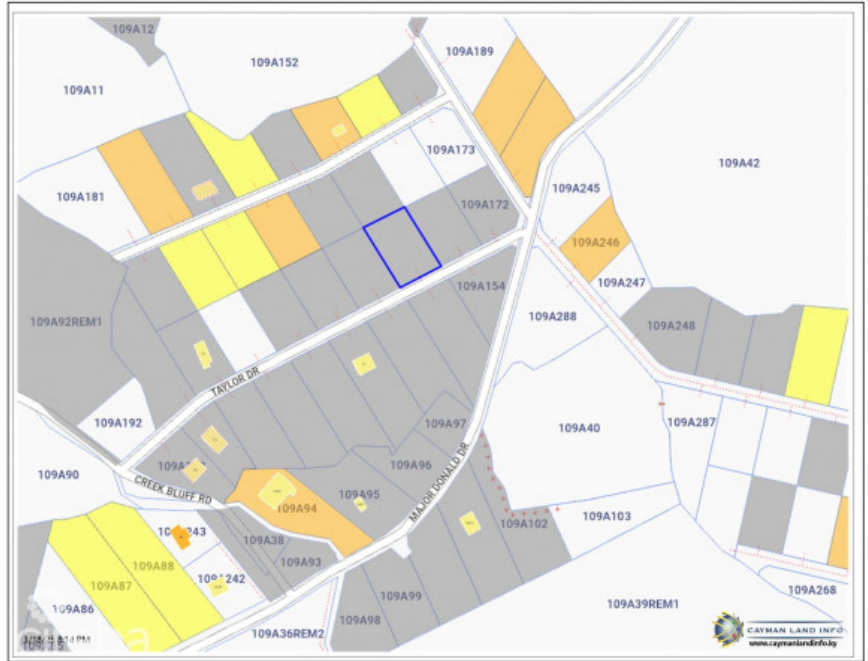 109A12
109A152
109A189
109A11
109A42
109A173
109A181
109A245
109A172
109A246
109A154
109A247
109A92REM1
109A288
109A248
TAYLOR DR
109A192
109A97
109A40
109A287
109A90
109A96
MAJOR DONALD DR
CREEK BLUFF RD
109A95
109A94
109A102
109A103
109A38
109A88
109A93
109A87
109A242
109A99
109A268
109A86
109A98
109A39REM1
109A36REM2
CAYMAN LAND INFO
www.caymanlandinfo.ky